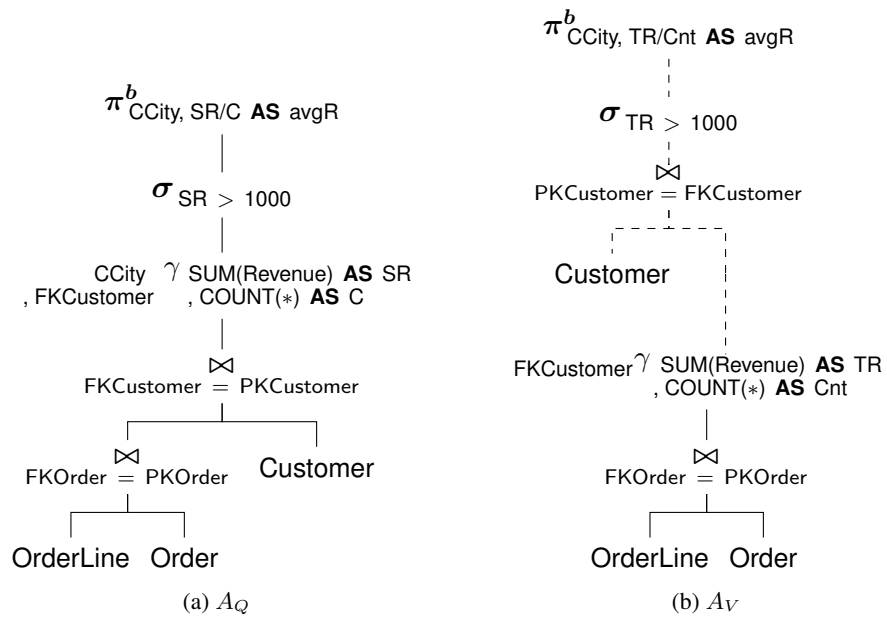 π^b CCity, SR/C AS avgR
σ SR > 1000
CCity γ SUM(Revenue) AS SR
, FKCustomer , COUNT(∗) AS C
⋈
FKCustomer = PKCustomer
⋈
FKOrder = PKOrder
Customer
OrderLine Order
(a) A_Q
π^b CCity, TR/Cnt AS avgR
σ TR > 1000
⋈
PKCustomer = FKCustomer
Customer
FKCustomer γ SUM(Revenue) AS TR
, COUNT(∗) AS Cnt
⋈
FKOrder = PKOrder
OrderLine Order
(b) A_V